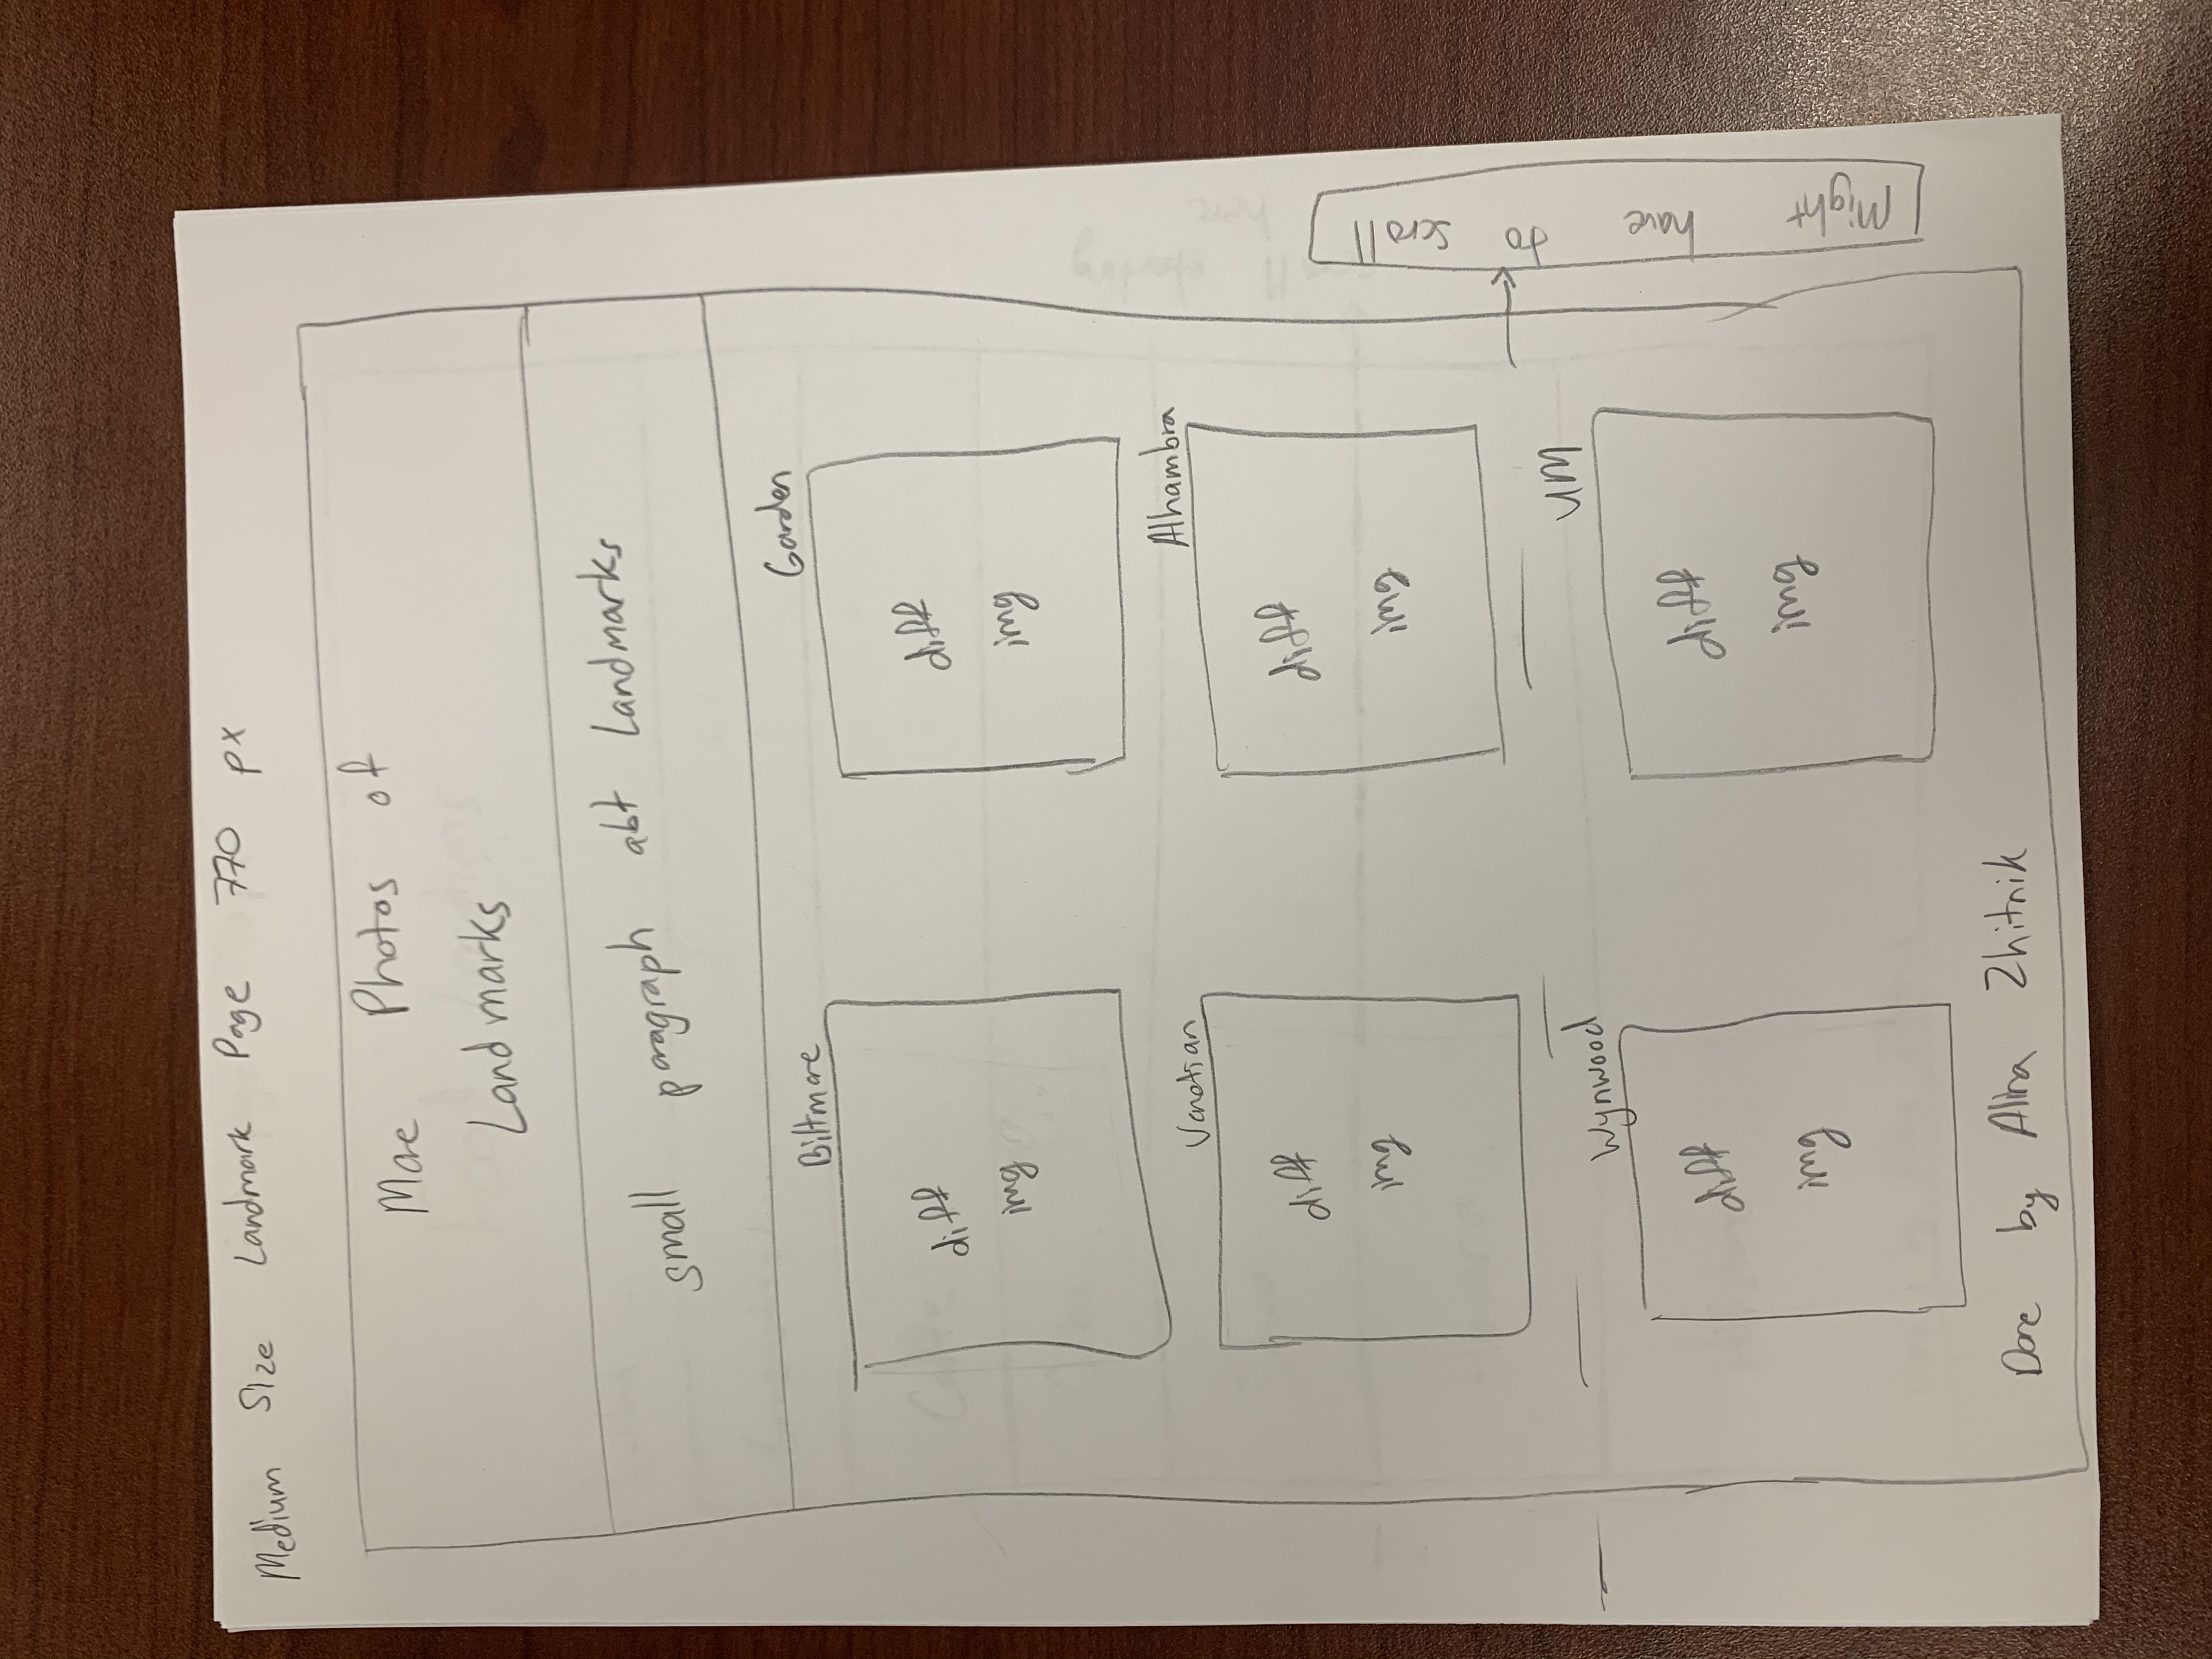 Medium Size Landmark Page 770 px
More Photos of
Landmarks
small paragraph abt Landmarks
Biltmore
Garden
diff
img
diff
img
Venetian
Alhambra
diff
img
diff
img
Wynwood
UM
diff
img
diff
img
Might have to scroll
Done by Alina Zhitnik